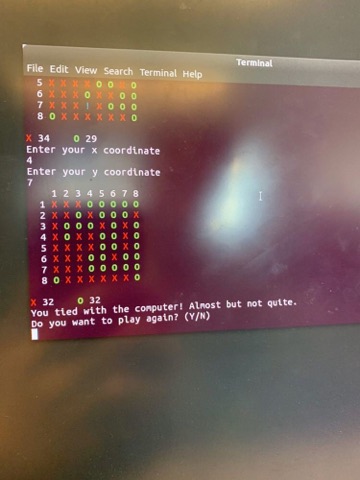 File Edit View Search Terminal Help
Terminal
5 X X X X O O
6 X X X O X X O O
7 X X X ! X O O O
8 O X X X X X X O
X 34 O 29
Enter your x coordinate
4
Enter your y coordinate
7
1 2 3 4 5 6 7 8
1 X X X O O O O O
2 X X O X O O O X
3 X O O O X O X O
4 X O O X O O X O
5 X X X O O X O
6 X X X O O X O O
7 X X X O O O O O
8 O X X X X X X O
X 32 O 32
You tied with the computer! Almost but not quite.
Do you want to play again? (Y/N)